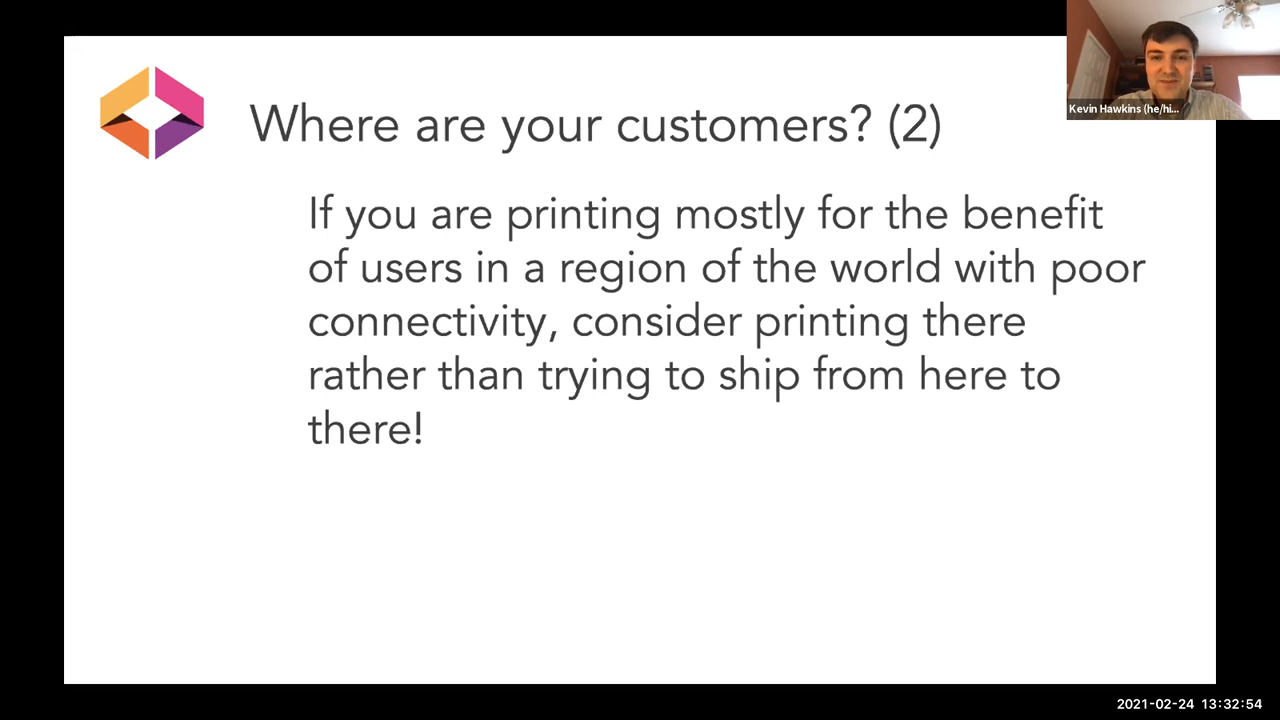 Where are your customers? (2)
If you are printing mostly for the benefit
of users in a region of the world with poor
connectivity, consider printing there
rather than trying to ship from here to
there!
Kevin Hawkins (he/hi...
2021-02-24 13:32:54